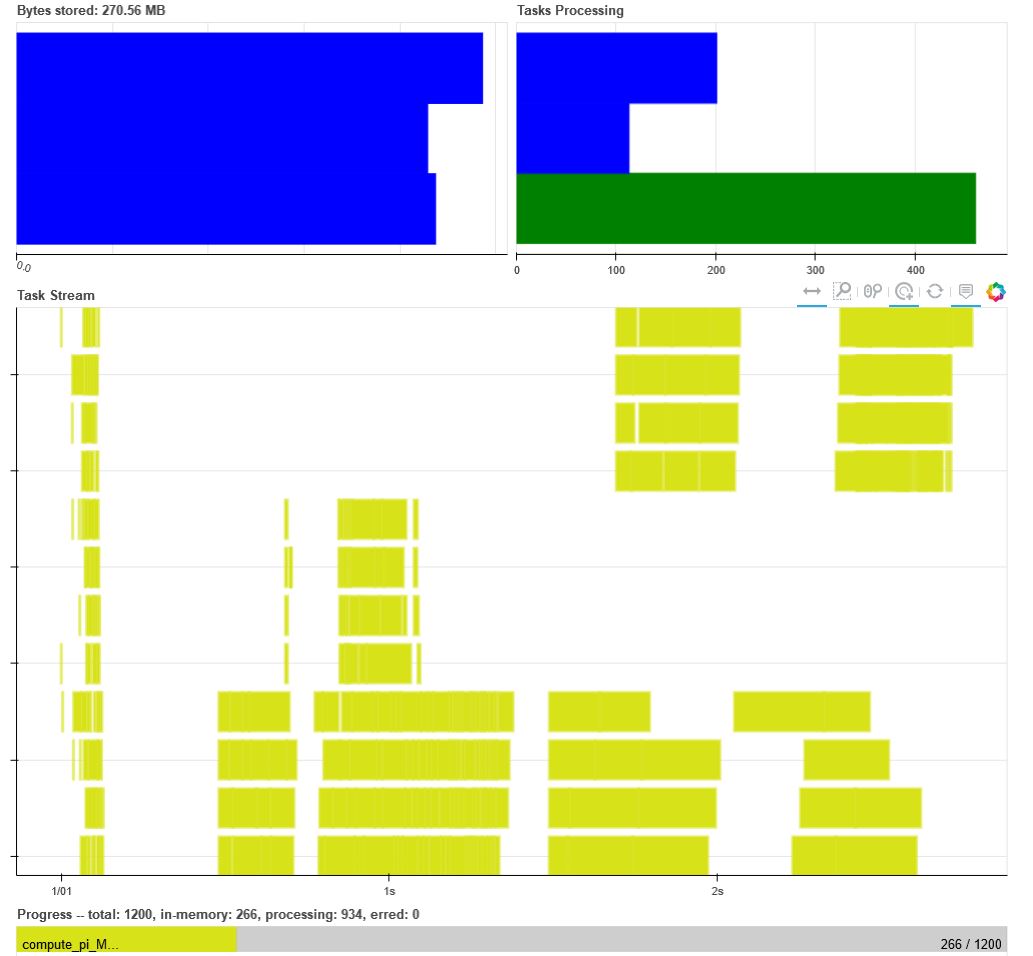 Bytes stored: 270.56 MB
Tasks Processing
0.0
0 100 200 300 400
Task Stream
1/01 1s 2s
Progress -- total: 1200, in-memory: 266, processing: 934, erred: 0
compute_pi_M... 266 / 1200